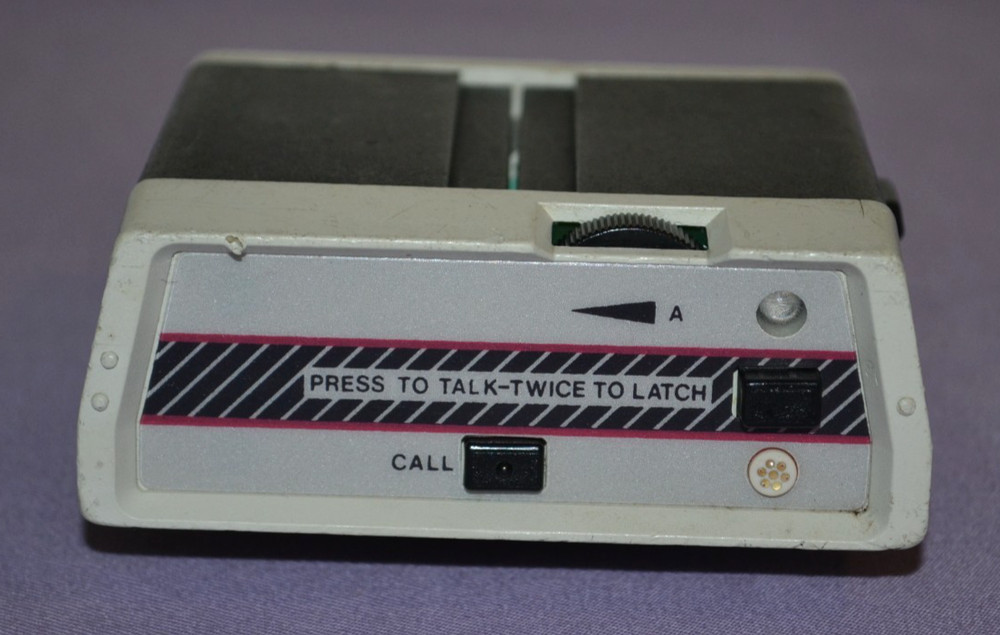 A
PRESS TO TALK-TWICE TO LATCH
CALL